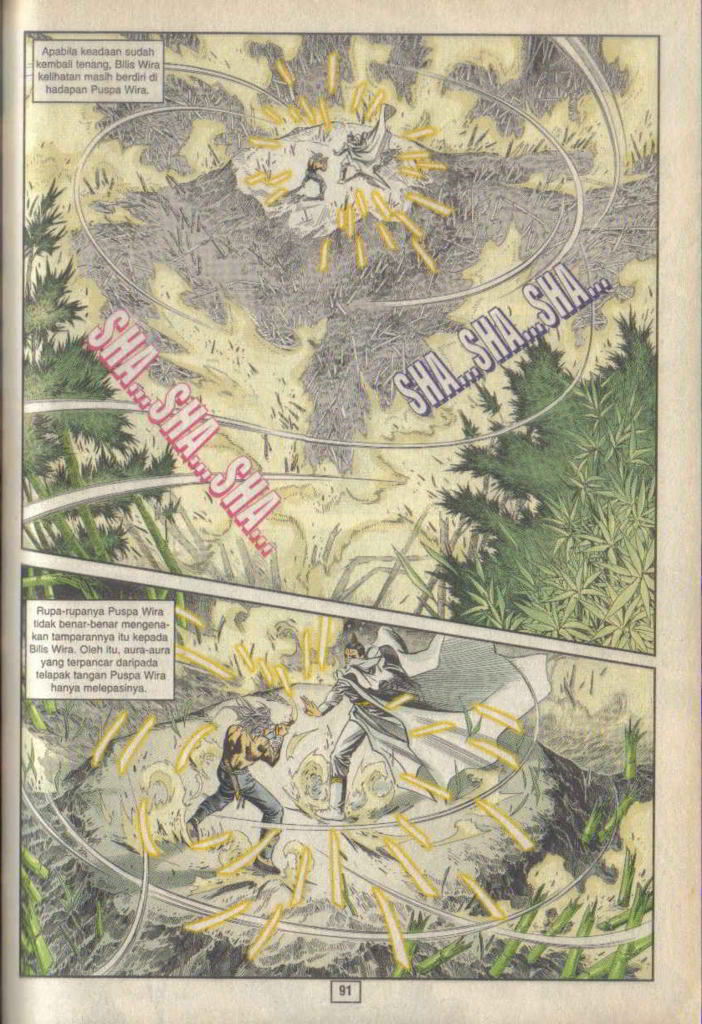 Apabila keadaan sudah
kembali tenang, Bilis Wira
kelihatan masih berdiri di
hadapan Puspa Wira.
SHA...SHA...SHA...
SHA...SHA...SHA...
Rupa-rupanya Puspa Wira
tidak benar-benar mengena-
kan tamparannya itu kepada
Bilis Wira. Oleh itu, aura-aura
yang terpancar daripada
telapak tangan Puspa Wira
hanya melepasinya.
91